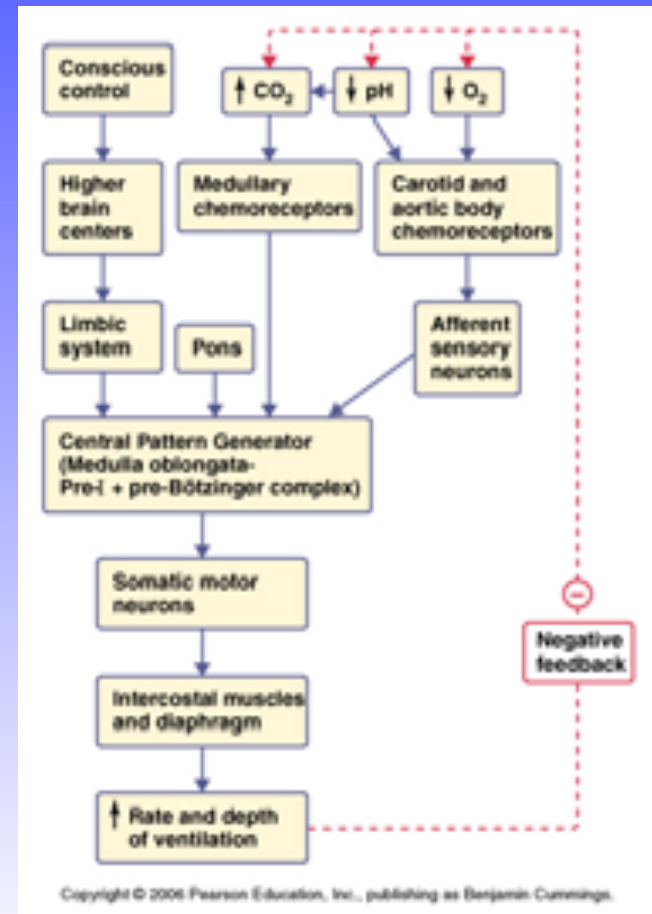 Conscious
control
↑ CO₂
↓ pH
↓ O₂
Higher
brain
centers
Medullary
chemoreceptors
Carotid and
aortic body
chemoreceptors
Limbic
system
Pons
Afferent
sensory
neurons
Central Pattern Generator
(Medulla oblongata-
Pre-I + pre-Bötzinger complex)
Somatic motor
neurons
−
Negative
feedback
Intercostal muscles
and diaphragm
↑ Rate and depth
of ventilation
Copyright © 2006 Pearson Education, Inc., publishing as Benjamin Cummings.